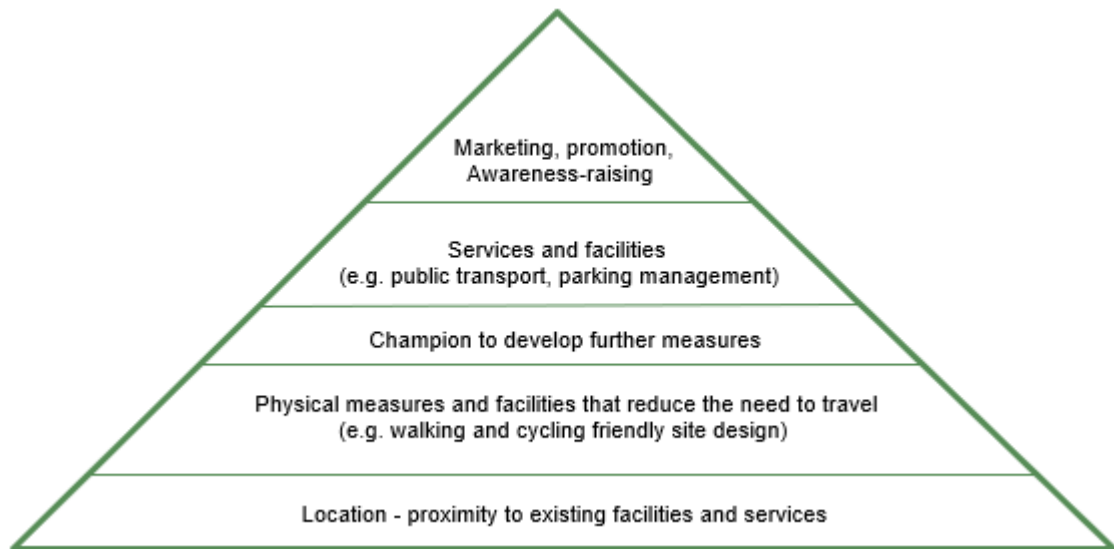 Marketing, promotion,
Awareness-raising
Services and facilities
(e.g. public transport, parking management)
Champion to develop further measures
Physical measures and facilities that reduce the need to travel
(e.g. walking and cycling friendly site design)
Location - proximity to existing facilities and services